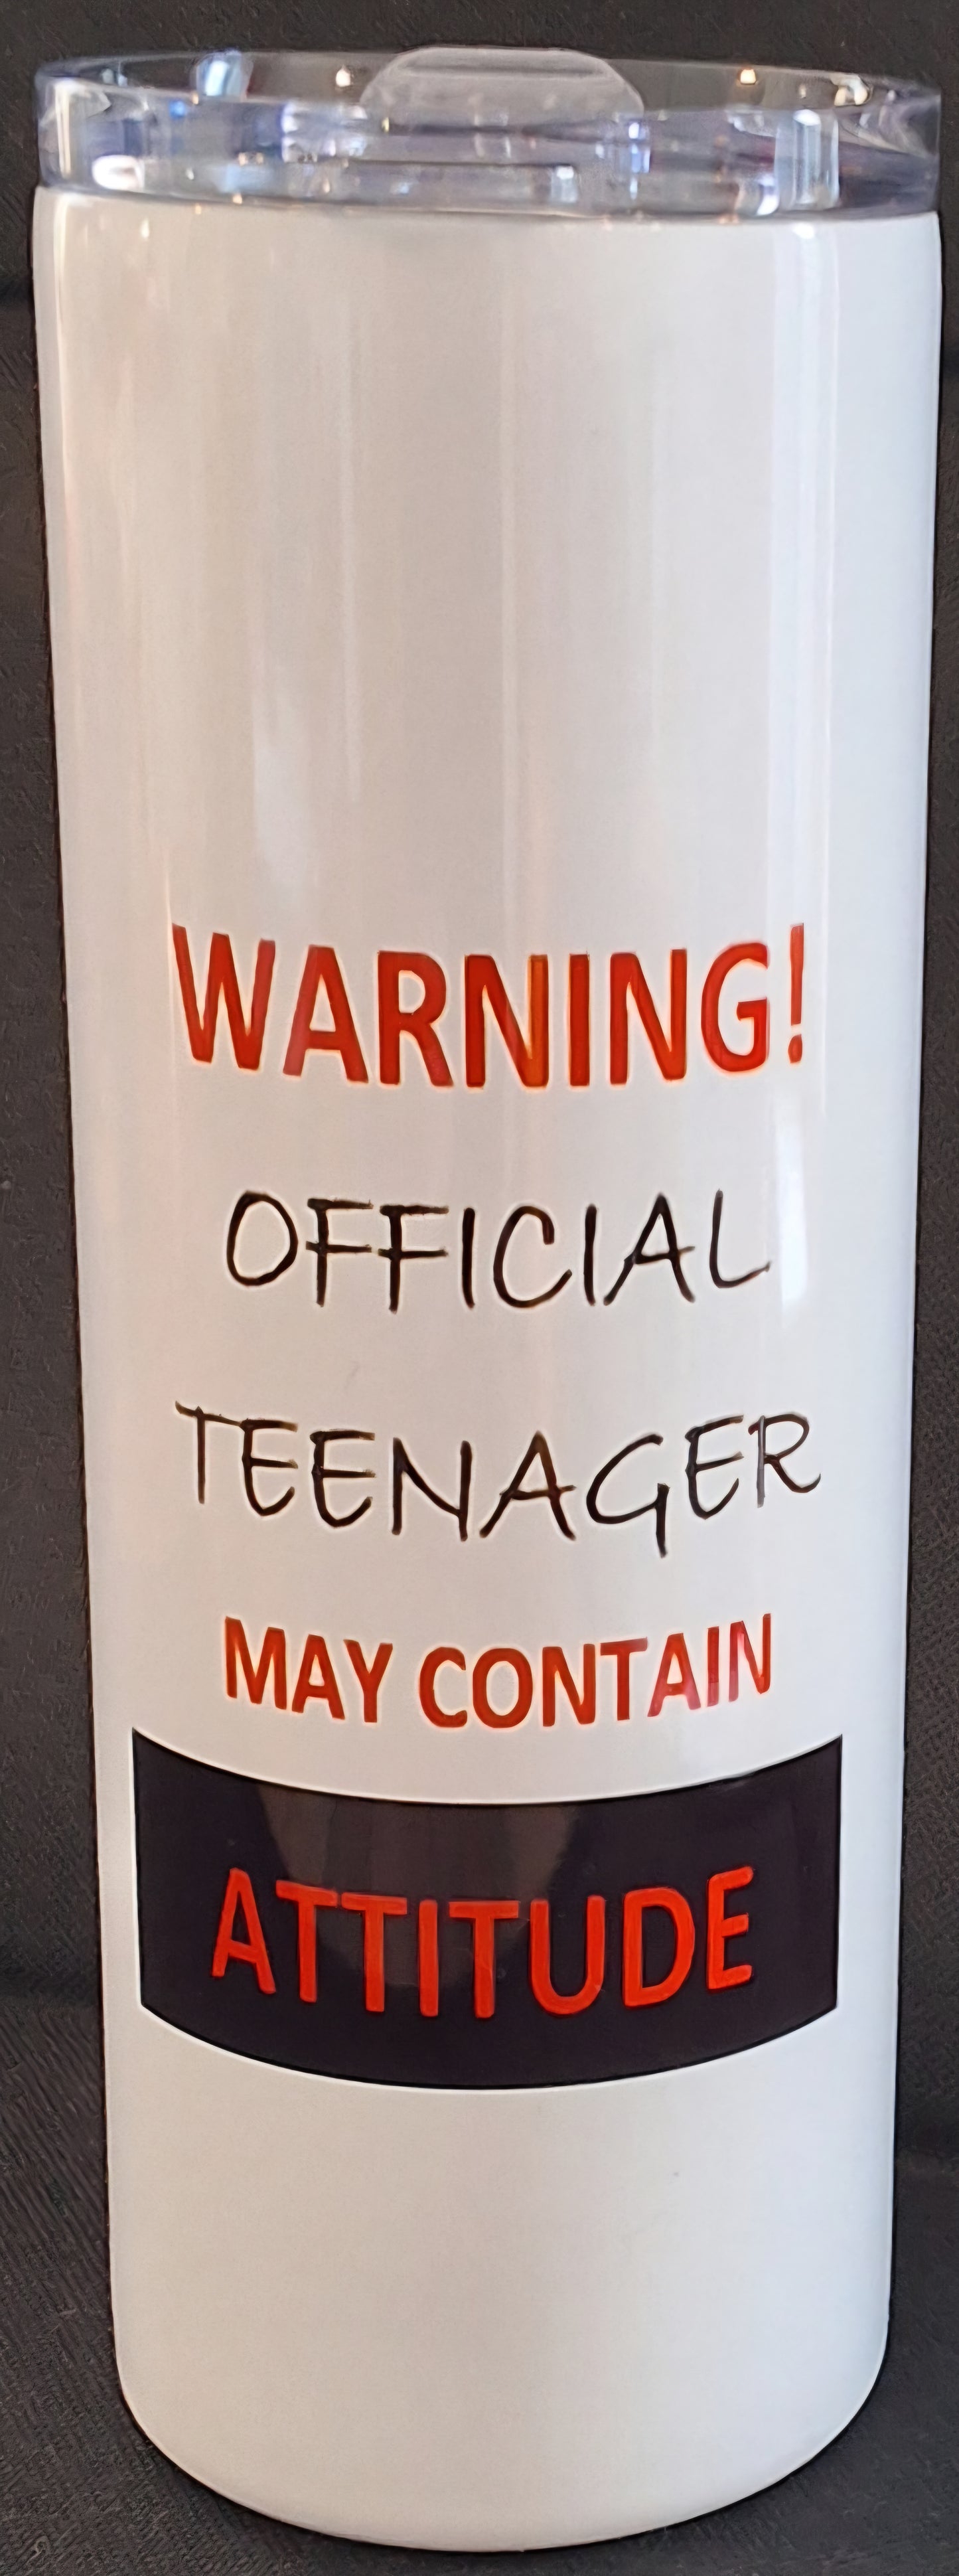 WARNING!
OFFICIAL
TEENAGER
MAY CONTAIN
ATTITUDE